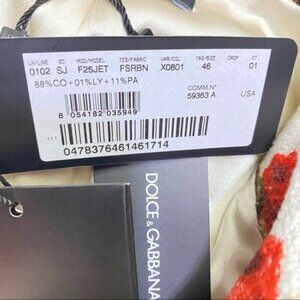 LN/LINE SC MOD/MODEL TES/FABRIC VAR/COL TAG/SIZE DROP CT
0102 SJ F25JET FSRBN X0801 46 01
88%CO+01%LY+11%PA
COMM.N°
59363 A USA
8 054182 035949
0478376461461714
DOLCE & GABBANA